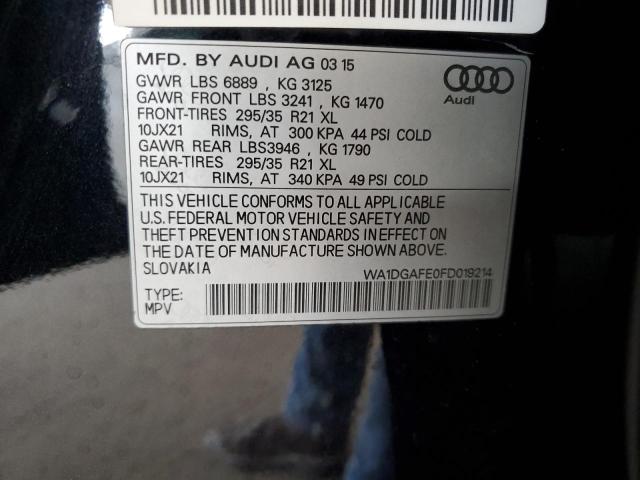 MFD. BY AUDI AG 03 15
GVWR LBS 6889 , KG 3125
GAWR FRONT LBS 3241 , KG 1470
FRONT-TIRES 295/35 R21 XL
10JX21 RIMS, AT 300 KPA 44 PSI COLD
GAWR REAR LBS3946 , KG 1790
REAR-TIRES 295/35 R21 XL
10JX21 RIMS, AT 340 KPA 49 PSI COLD
Audi
THIS VEHICLE CONFORMS TO ALL APPLICABLE
U.S. FEDERAL MOTOR VEHICLE SAFETY AND
THEFT PREVENTION STANDARDS IN EFFECT ON
THE DATE OF MANUFACTURE SHOWN ABOVE.
SLOVAKIA
WA1DGAFE0FD019214
TYPE:
MPV